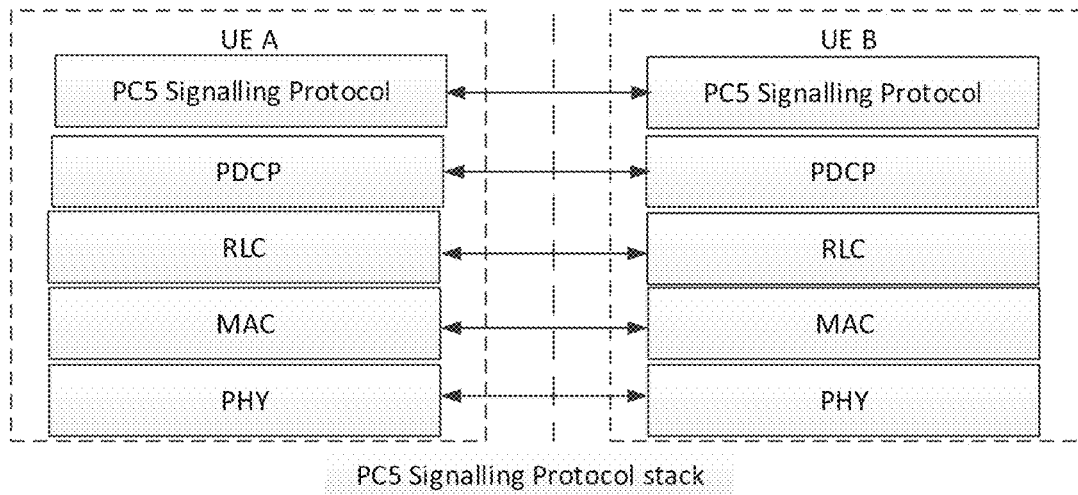 UE A
UE B
PC5 Signalling Protocol
PC5 Signalling Protocol
PDCP
PDCP
RLC
RLC
MAC
MAC
PHY
PHY
PC5 Signalling Protocol stack